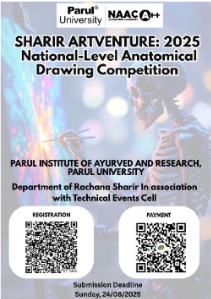 Parul®
University
NAAC A++
SHARIR ARTVENTURE: 2025
National-Level Anatomical
Drawing Competition
PARUL INSTITUTE OF AYURVED AND RESEARCH,
PARUL UNIVERSITY
Department of Rachana Sharir In association
with Technical Events Cell
REGISTRATION
PAYMENT
Submission Deadline
Sunday, 24/08/2025